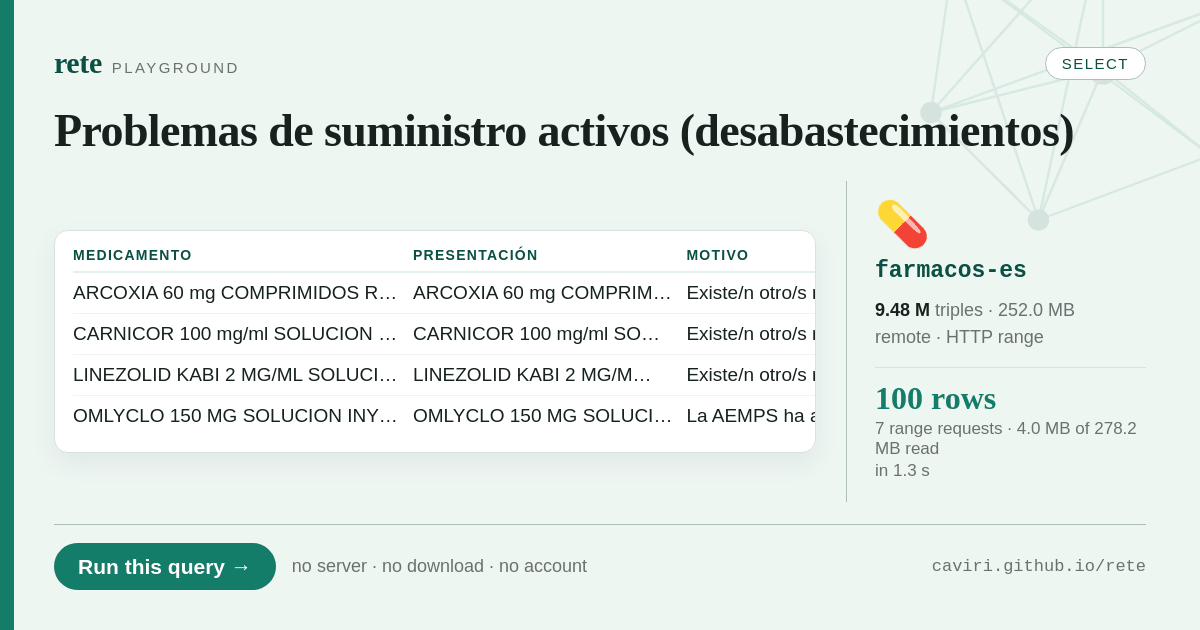 rete PLAYGROUND
SELECT
Problemas de suministro activos (desabastecimientos)
MEDICAMENTO PRESENTACIÓN MOTIVO
ARCOXIA 60 mg COMPRIMIDOS R… ARCOXIA 60 mg COMPRIM… Existe/n otro/s
CARNICOR 100 mg/ml SOLUCION … CARNICOR 100 mg/ml SO… Existe/n otro/s
LINEZOLID KABI 2 MG/ML SOLUCI… LINEZOLID KABI 2 MG/M… Existe/n otro/s
OMLYCLO 150 MG SOLUCION INY… OMLYCLO 150 MG SOLUCI… La AEMPS ha
farmacos-es
9.48 M triples · 252.0 MB
remote · HTTP range
100 rows
7 range requests · 4.0 MB of 278.2
MB read
in 1.3 s
Run this query →
no server · no download · no account
caviri.github.io/rete